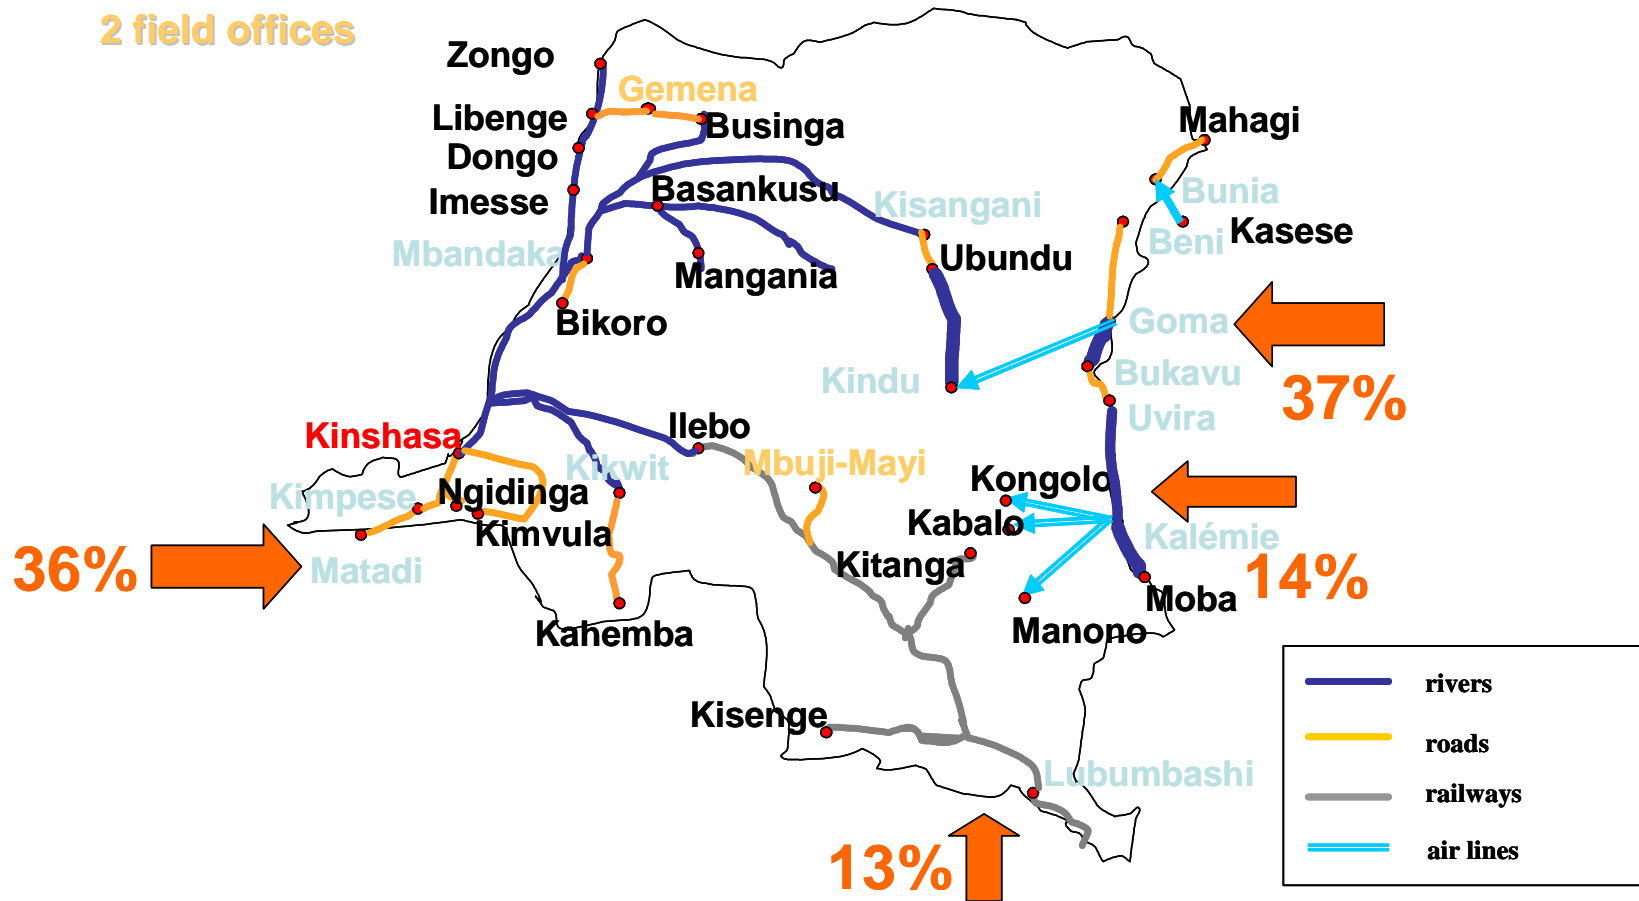 2 field offices
Zongo
Gemena
Libenge
Businga
Mahagi
Dongo
Basankusu
Bunia
Imesse
Kisangani
Kasese
Beni
Mbandaka
Ubundu
Mangania
Bikoro
Goma
Kindu
Bukavu
37%
Uvira
Ilebo
Kinshasa
Kikwit
Mbuji-Mayi
Kongolo
Kimpese
Ngidinga
Kabalo
Kimvula
Kalémie
36%
Matadi
Kitanga
14%
Moba
Kahemba
Manono
Kisenge
Lubumbashi
13%
rivers
roads
railways
air lines